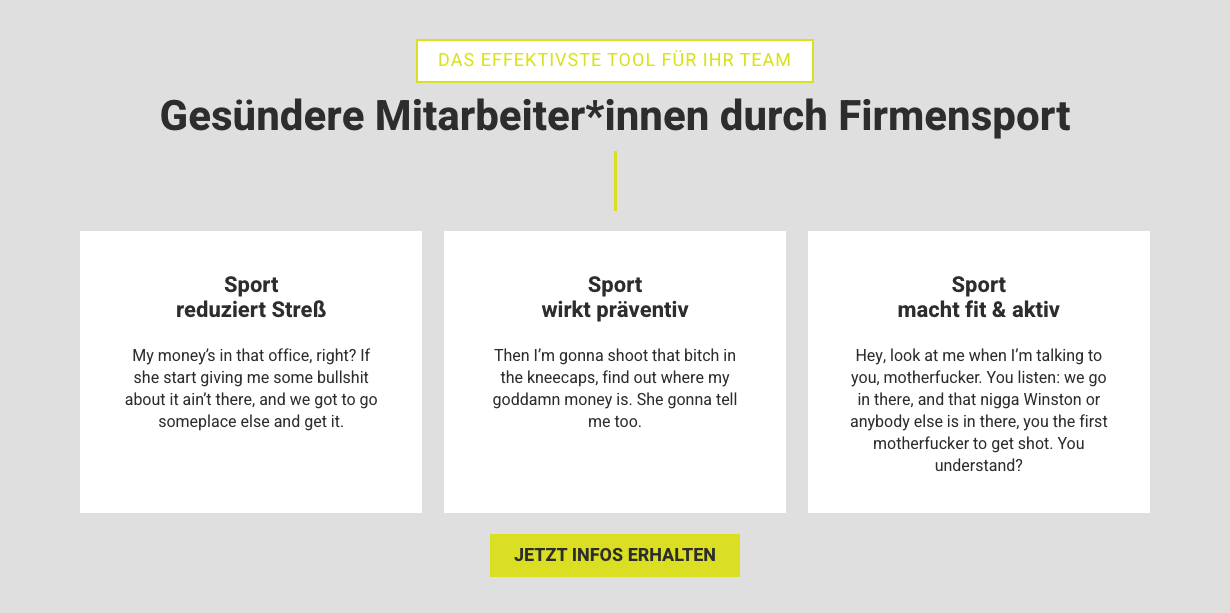 DAS EFFEKTIVSTE TOOL FÜR IHR TEAM
Gesündere Mitarbeiter*innen durch Firmensport
Sport
reduziert Streß
My money’s in that office, right? If
she start giving me some bullshit
about it ain’t there, and we got to go
someplace else and get it.
Sport
wirkt präventiv
Then I’m gonna shoot that bitch in
the kneecaps, find out where my
goddamn money is. She gonna tell
me too.
Sport
macht fit & aktiv
Hey, look at me when I’m talking to
you, motherfucker. You listen: we go
in there, and that nigga Winston or
anybody else is in there, you the first
motherfucker to get shot. You
understand?
JETZT INFOS ERHALTEN